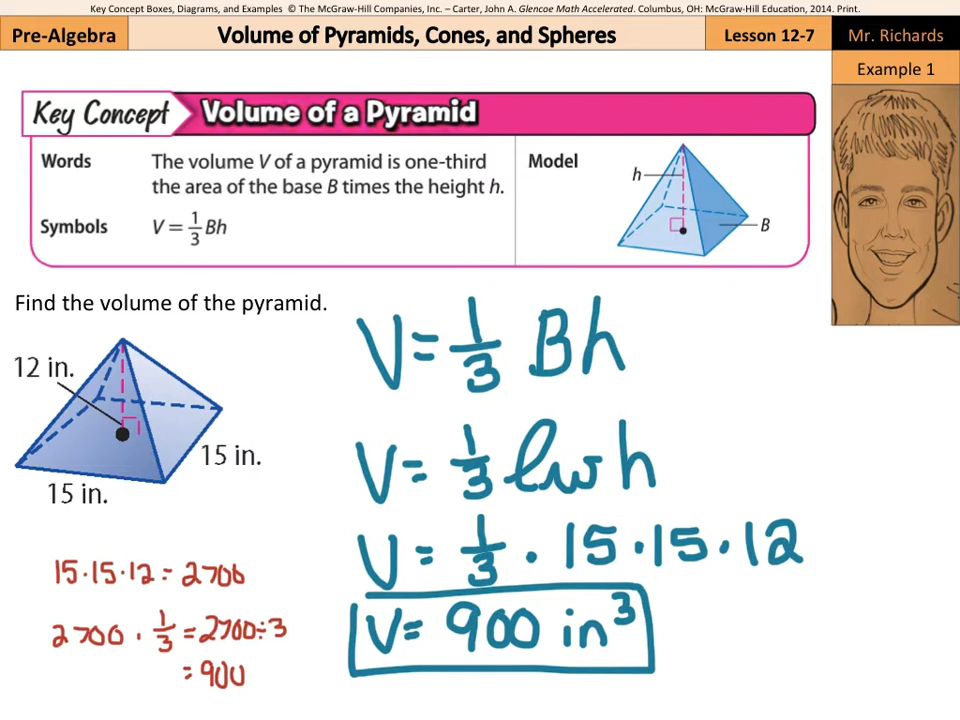 Key Concept Boxes, Diagrams, and Examples © The McGraw-Hill Companies, Inc. – Carter, John A. Glencoe Math Accelerated. Columbus, OH: McGraw-Hill Education, 2014. Print.
Pre-Algebra
Volume of Pyramids, Cones, and Spheres
Lesson 12-7
Mr. Richards
Example 1
Key Concept
Volume of a Pyramid
Words
The volume V of a pyramid is one-third
the area of the base B times the height h.
Symbols
V = 1/3 Bh
Model
h
B
Find the volume of the pyramid.
12 in.
15 in.
15 in.
V = 1/3 Bh
V = 1/3 lwh
V = 1/3 · 15 · 15 · 12
V = 900 in³
15 · 15 · 12 = 2700
2700 · 1/3 = 2700 ÷ 3
= 900